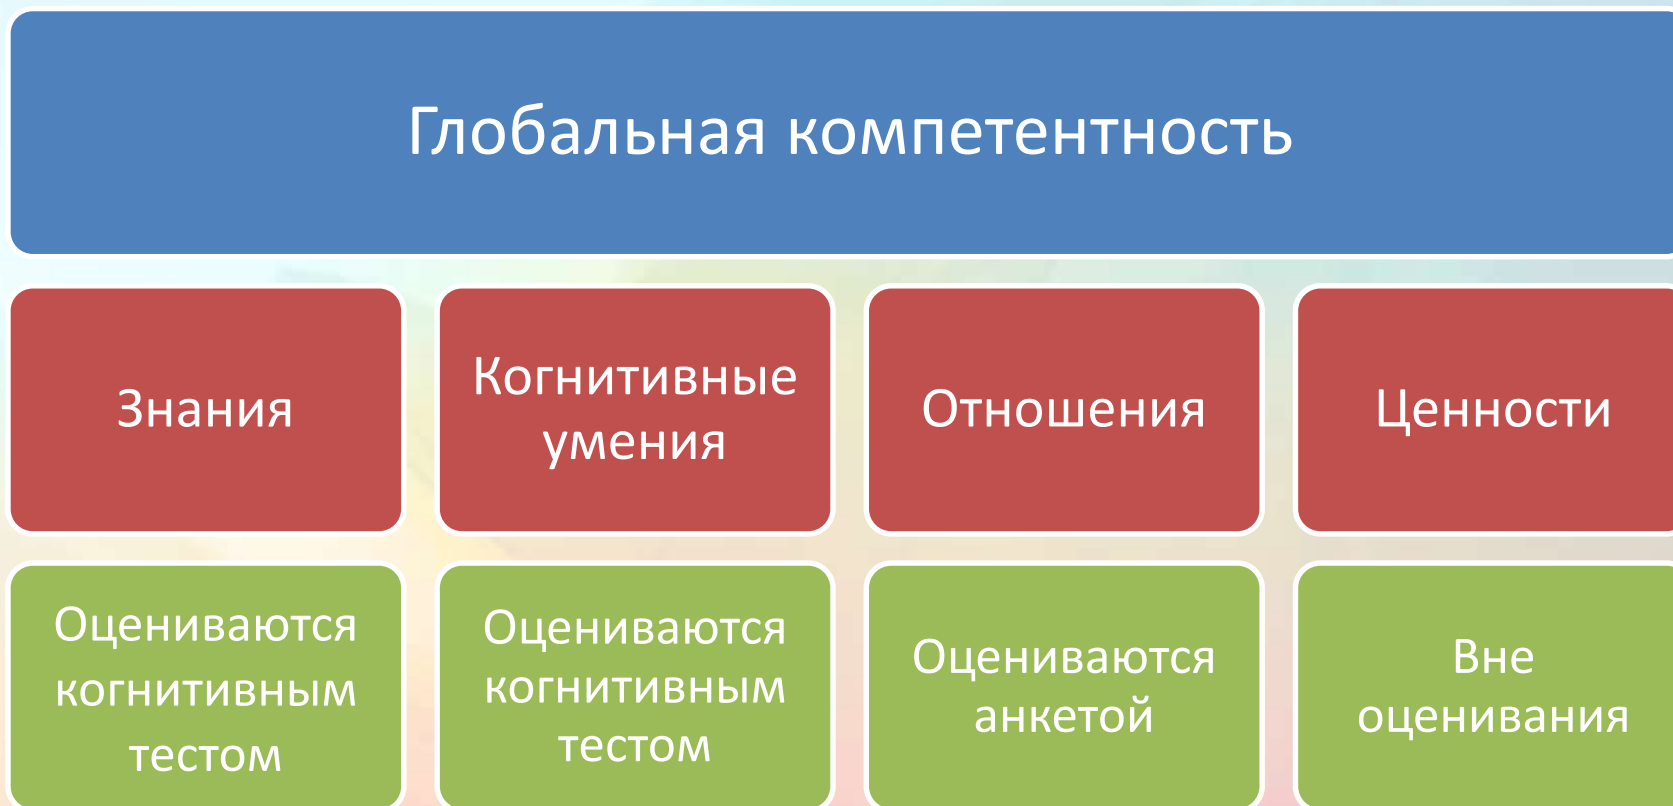 Глобальная компетентность
Знания
Когнитивные
умения
Отношения
Ценности
Оцениваются
когнитивным
тестом
Оцениваются
когнитивным
тестом
Оцениваются
анкетой
Вне
оценивания